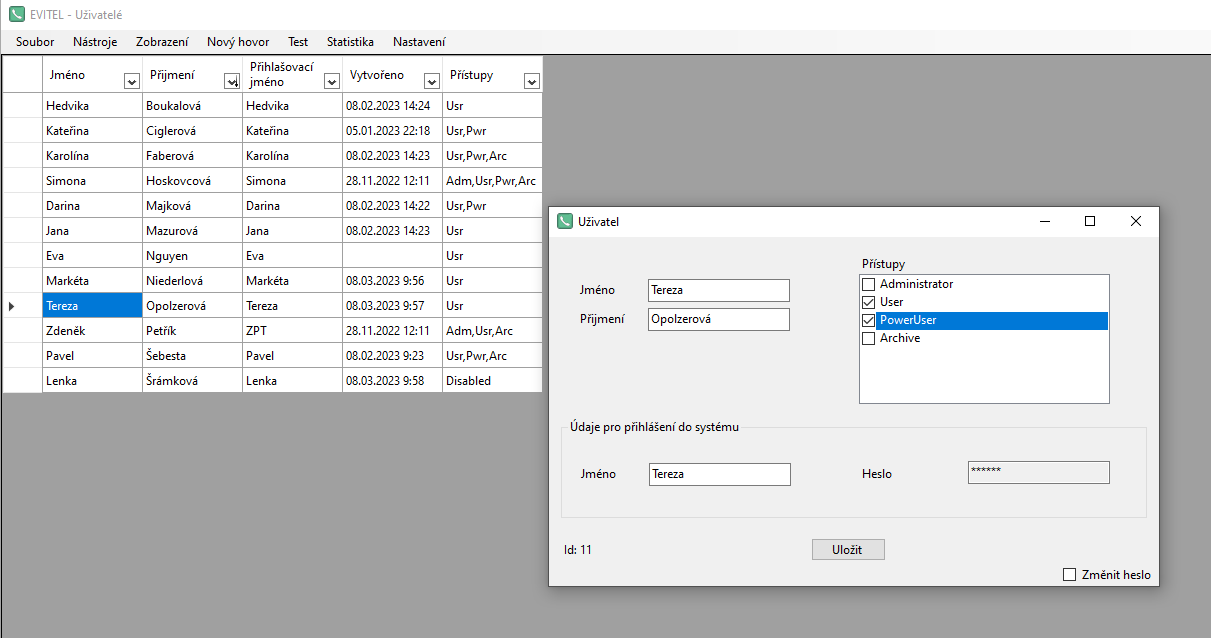 EVITEL - Uživatelé
Soubor Nástroje Zobrazení Nový hovor Test Statistika Nastavení
Jméno Přijmení Přihlašovací jméno Vytvořeno Přístupy
Hedvika Boukalová Hedvika 08.02.2023 14:24 Usr
Kateřina Ciglerová Kateřina 05.01.2023 22:18 Usr,Pwr
Karolína Faberová Karolína 08.02.2023 14:23 Usr,Pwr,Arc
Simona Hoskovcová Simona 28.11.2022 12:11 Adm,Usr,Pwr,Arc
Darina Majková Darina 08.02.2023 14:22 Usr,Pwr
Jana Mazurová Jana 08.02.2023 14:23 Usr
Eva Nguyen Eva Usr
Markéta Niederlová Markéta 08.03.2023 9:56 Usr
Tereza Opolzerová Tereza 08.03.2023 9:57 Usr
Zdeněk Petřík ZPT 28.11.2022 12:11 Adm,Usr,Arc
Pavel Šebesta Pavel 08.02.2023 9:23 Usr,Pwr,Arc
Lenka Šrámková Lenka 08.03.2023 9:58 Disabled
Uživatel
Jméno Tereza
Přijmení Opolzerová
Přístupy
Administrator
User
PowerUser
Archive
Údaje pro přihlášení do systému
Jméno Tereza Heslo ******
Id: 11 Uložit
Změnit heslo